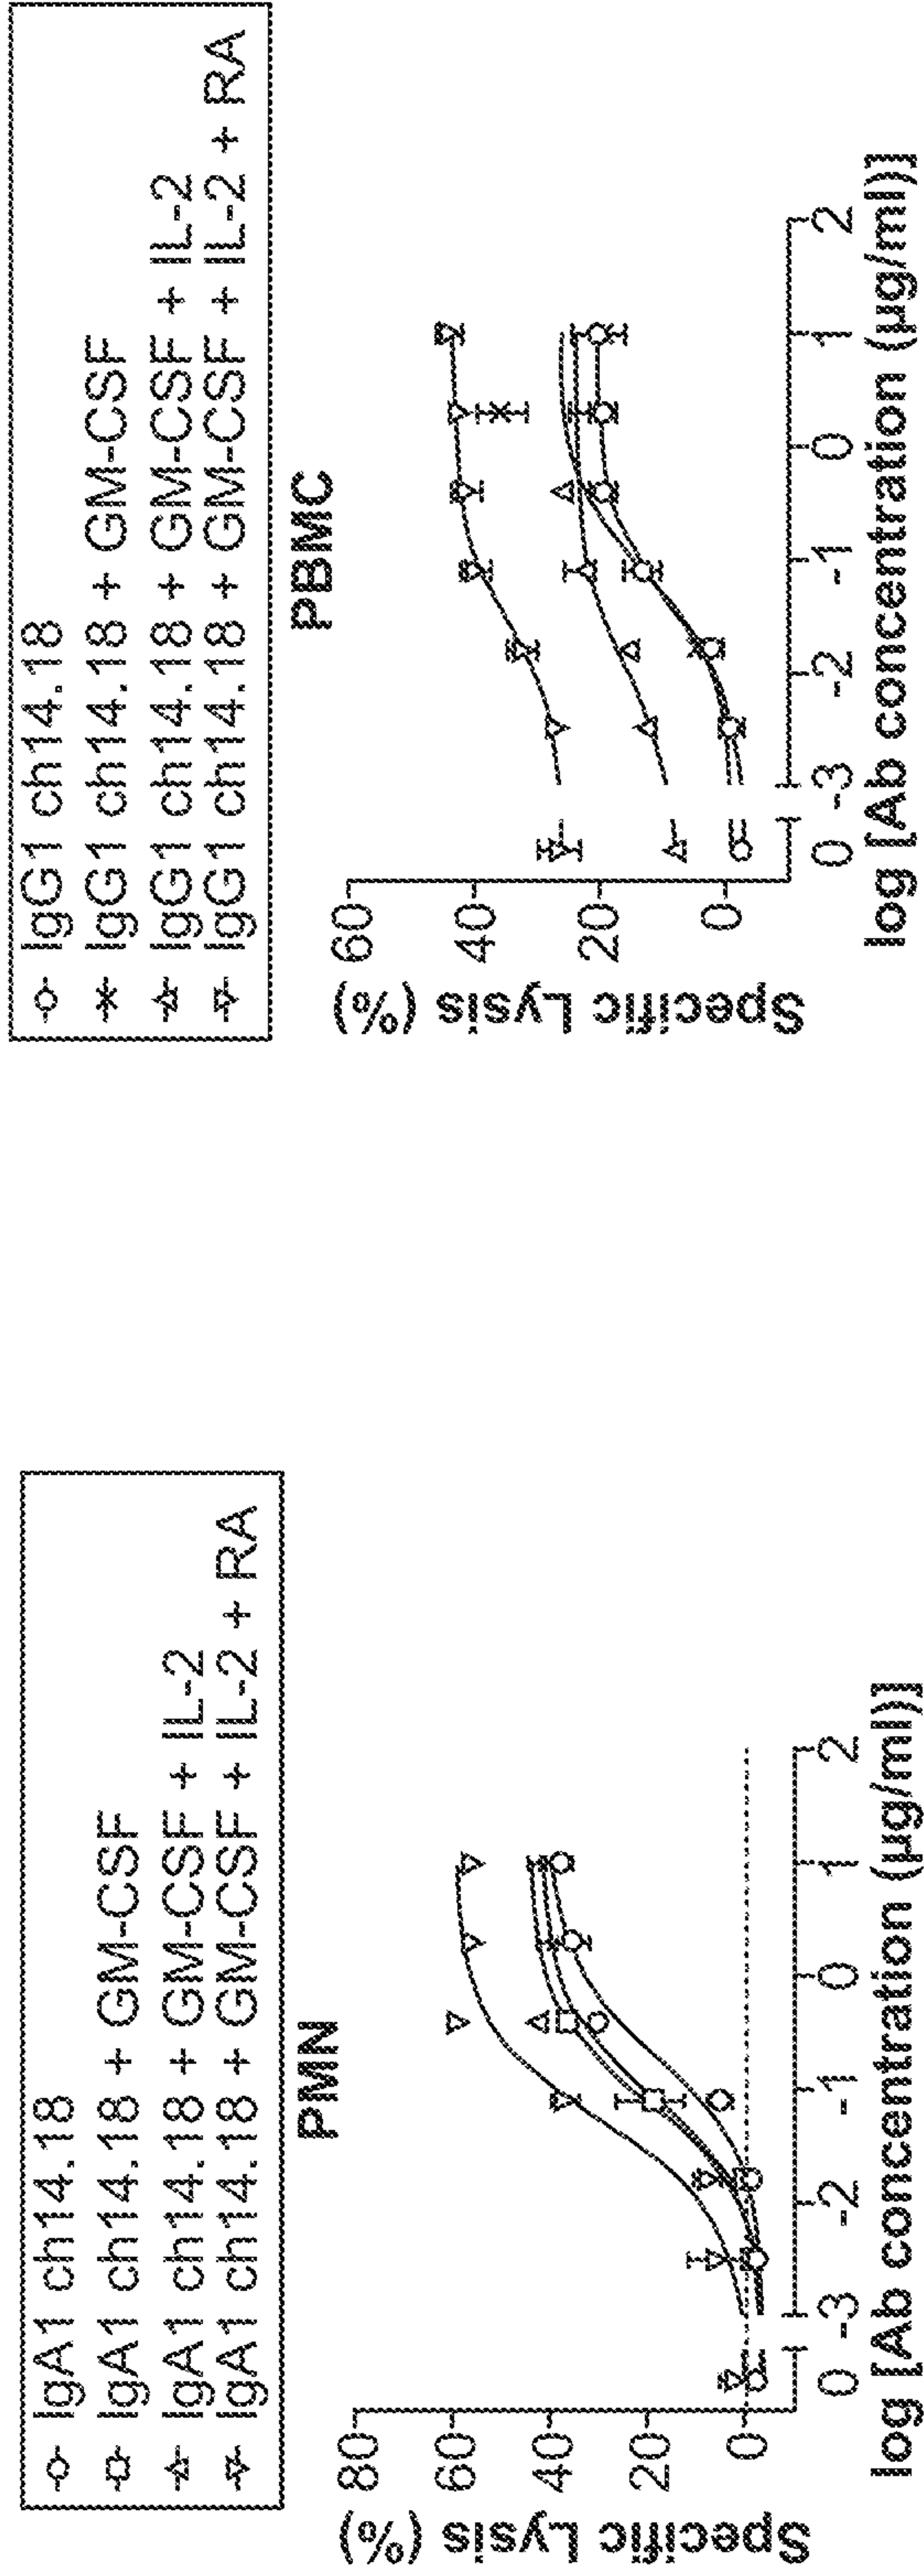 IgA1 ch14.18
IgA1 ch14.18 + GM-CSF
IgA1 ch14.18 + GM-CSF + IL-2
IgA1 ch14.18 + GM-CSF + IL-2 + RA
PMN
Specific Lysis (%)
80
60
40
20
0
0 -3 -2 -1 0 1 2
log [Ab concentration (µg/ml)]
IgG1 ch14.18
IgG1 ch14.18 + GM-CSF
IgG1 ch14.18 + GM-CSF + IL-2
IgG1 ch14.18 + GM-CSF + IL-2 + RA
PBMC
Specific Lysis (%)
60
40
20
0
0 -3 -2 -1 0 1 2
log [Ab concentration (µg/ml)]